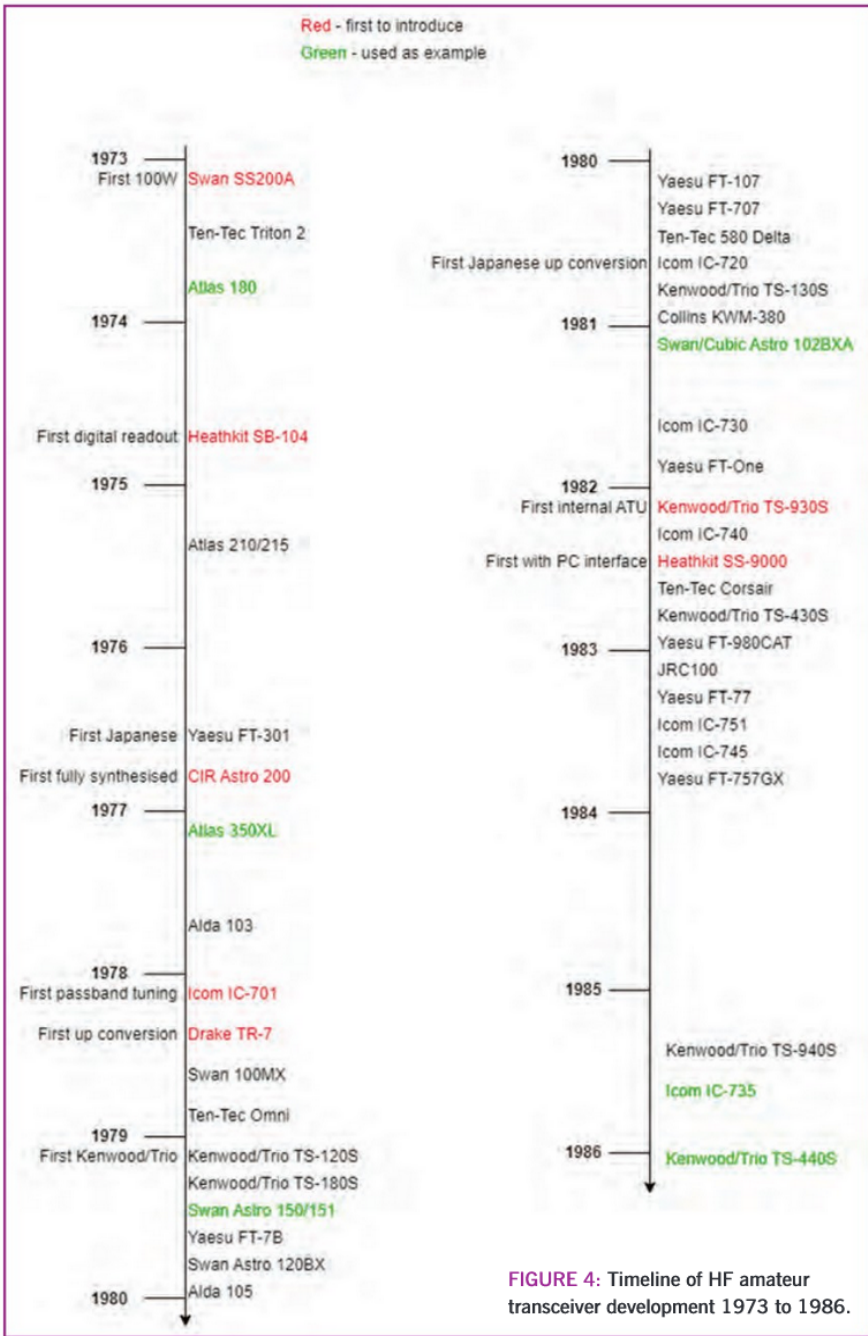 Red - first to introduce
Green - used as example
1973
First 100W Swan SS200A
Ten-Tec Triton 2
Atlas 180
1974
First digital readout Heathkit SB-104
1975
Atlas 210/215
1976
First Japanese Yaesu FT-301
First fully synthesised CIR Astro 200
1977
Atlas 350XL
Alda 103
1978
First passband tuning Icom IC-701
First up conversion Drake TR-7
Swan 100MX
Ten-Tec Omni
1979
First Kenwood/Trio Kenwood/Trio TS-120S
Kenwood/Trio TS-180S
Swan Astro 150/151
Yaesu FT-7B
Swan Astro 120BX
Alda 105
1980
1980
Yaesu FT-107
Yaesu FT-707
Ten-Tec 580 Delta
First Japanese up conversion Icom IC-720
Kenwood/Trio TS-130S
Collins KWM-380
1981
Swan/Cubic Astro 102BXA
Icom IC-730
Yaesu FT-One
1982
First internal ATU Kenwood/Trio TS-930S
Icom IC-740
First with PC interface Heathkit SS-9000
Ten-Tec Corsair
Kenwood/Trio TS-430S
Yaesu FT-980CAT
1983
JRC100
Yaesu FT-77
Icom IC-751
Icom IC-745
Yaesu FT-757GX
1984
1985
Kenwood/Trio TS-940S
Icom IC-735
1986
Kenwood/Trio TS-440S
FIGURE 4: Timeline of HF amateur
transceiver development 1973 to 1986.